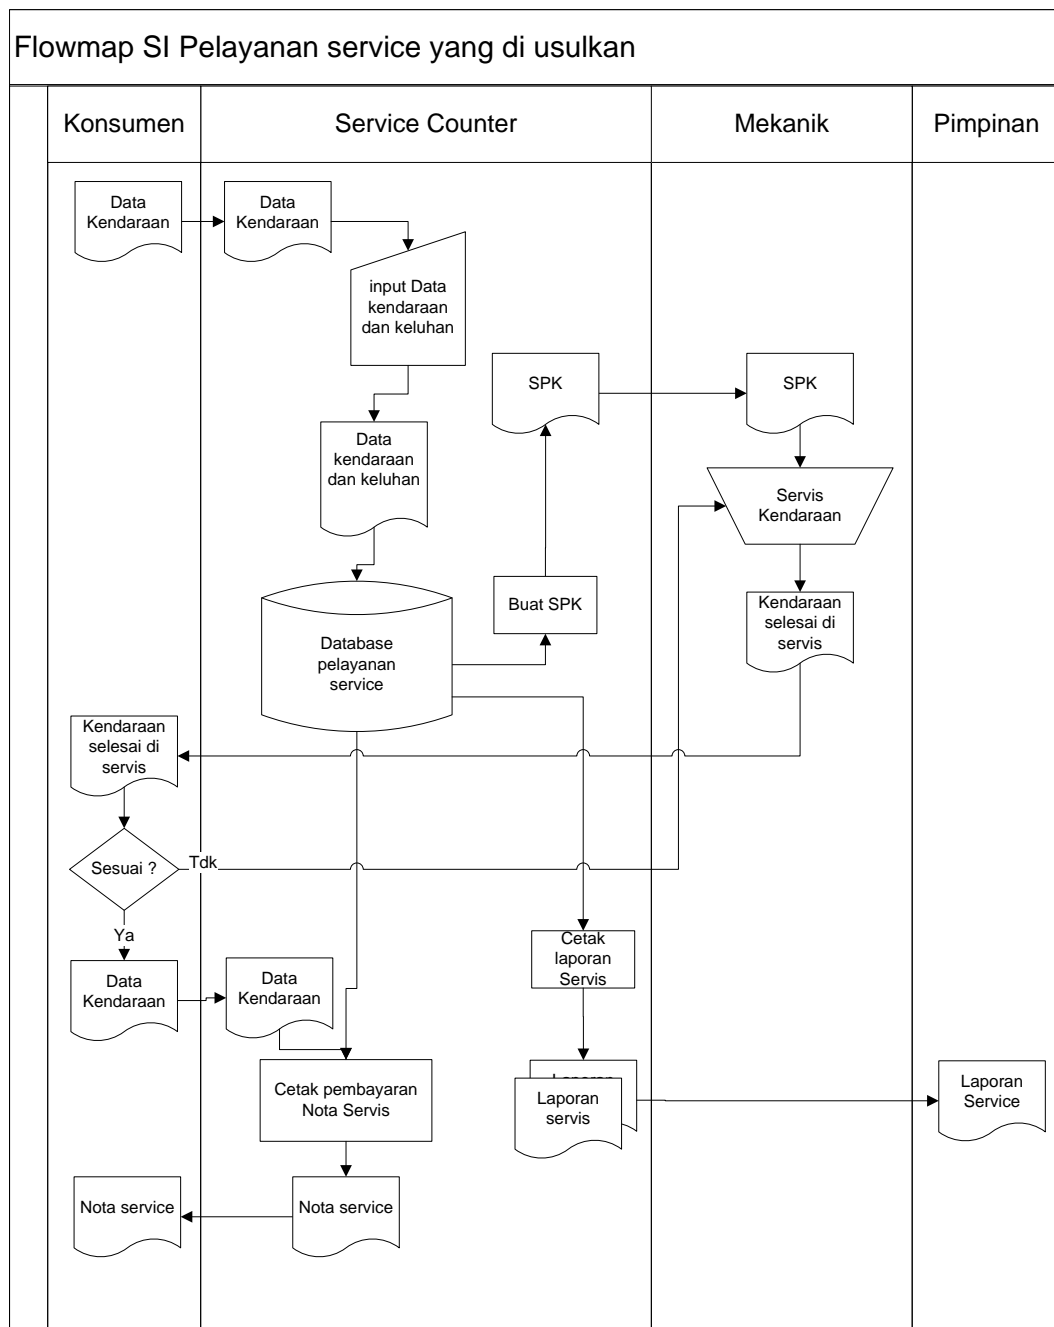 Flowmap SI Pelayanan service yang di usulkan
Konsumen
Service Counter
Mekanik
Pimpinan
Data
Kendaraan
Data
Kendaraan
input Data
kendaraan
dan keluhan
SPK
SPK
Data
kendaraan
dan keluhan
Servis
Kendaraan
Buat SPK
Kendaraan
selesai di
servis
Database
pelayanan
service
Kendaraan
selesai di
servis
Sesuai ?
Tdk
Ya
Cetak
laporan
Servis
Data
Kendaraan
Data
Kendaraan
Cetak pembayaran
Nota Servis
Laporan
Laporan
servis
Laporan
Service
Nota service
Nota service